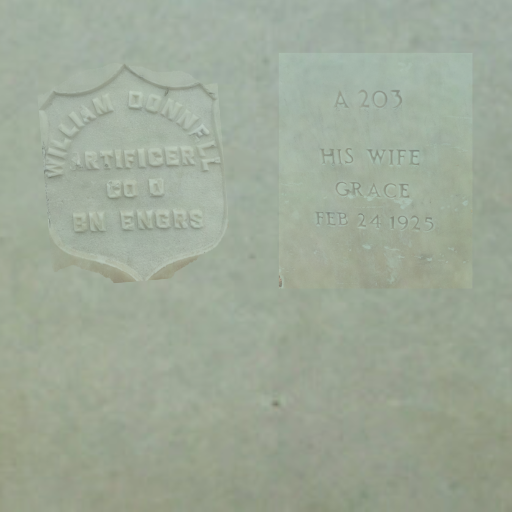 WILLIAM DONNELL
ARTIFICER
CO D
BN ENGRS
A 203
HIS WIFE
GRACE
FEB 24 1925